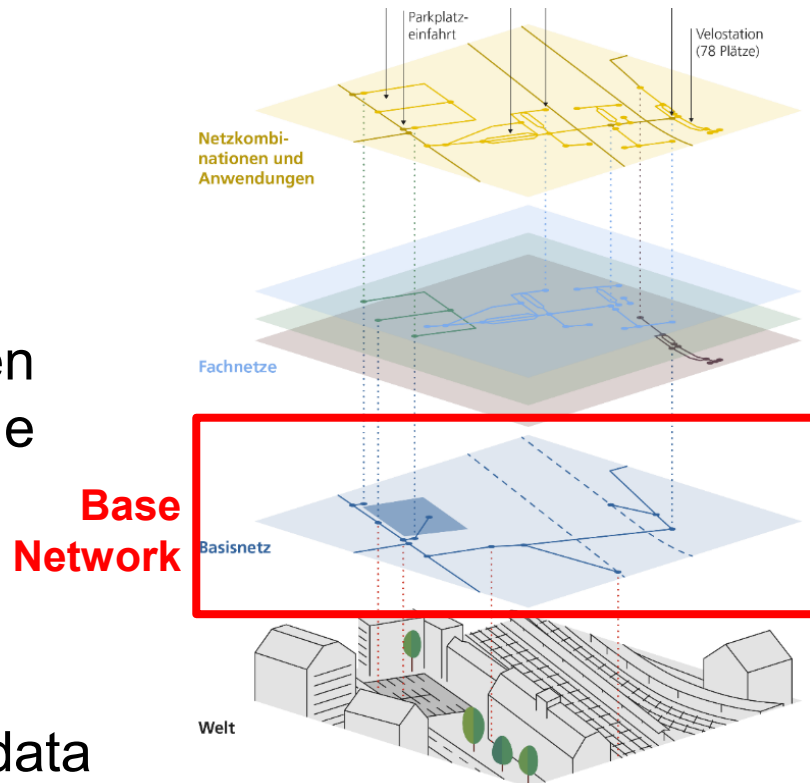 Parkplatz-
einfahrt
Velostation
(78 Plätze)
Netzkombi-
nationen und
Anwendungen
en
Fachnetze
e
Base
Network
Basisnetz
Welt
data